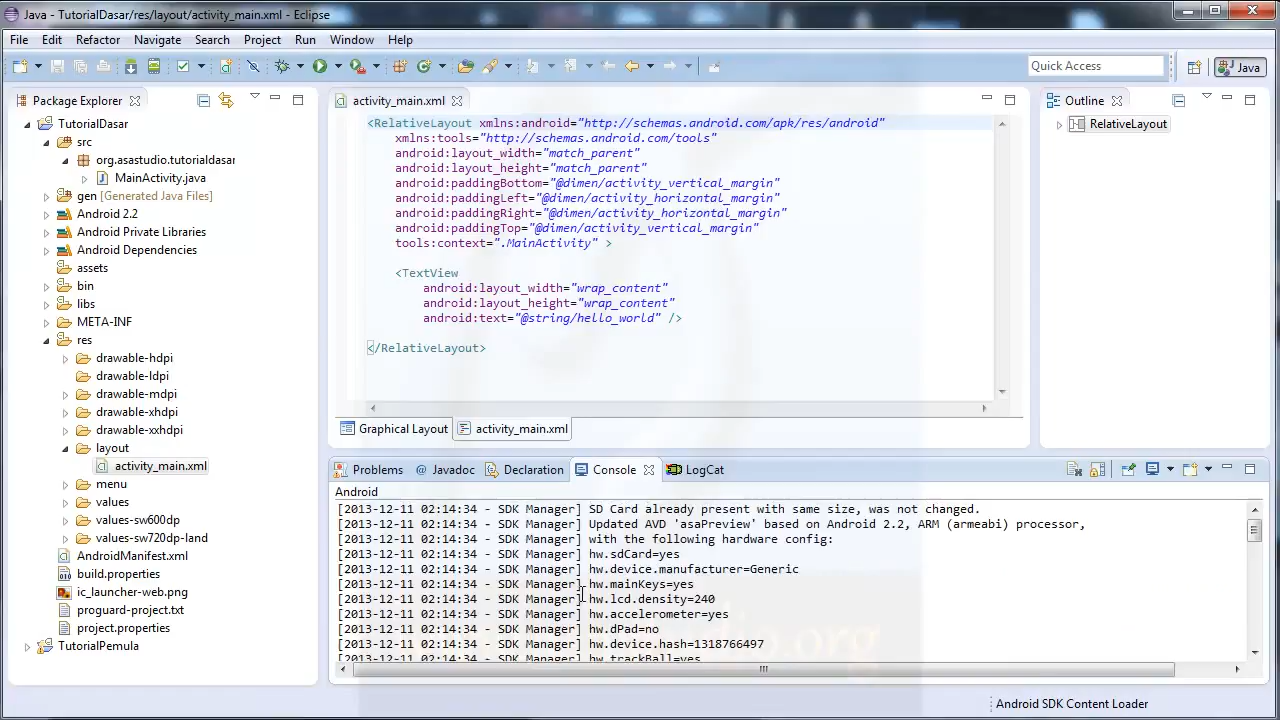 Java - TutorialDasar/res/layout/activity_main.xml - Eclipse
File Edit Refactor Navigate Search Project Run Window Help
Quick Access
Java
Package Explorer
TutorialDasar
src
org.asastudio.tutorialdasar
MainActivity.java
gen [Generated Java Files]
Android 2.2
Android Private Libraries
Android Dependencies
assets
bin
libs
META-INF
res
drawable-hdpi
drawable-ldpi
drawable-mdpi
drawable-xhdpi
drawable-xxhdpi
layout
activity_main.xml
menu
values
values-sw600dp
values-sw720dp-land
AndroidManifest.xml
build.properties
ic_launcher-web.png
proguard-project.txt
project.properties
TutorialPemula
activity_main.xml
<RelativeLayout xmlns:android="http://schemas.android.com/apk/res/android"
xmlns:tools="http://schemas.android.com/tools"
android:layout_width="match_parent"
android:layout_height="match_parent"
android:paddingBottom="@dimen/activity_vertical_margin"
android:paddingLeft="@dimen/activity_horizontal_margin"
android:paddingRight="@dimen/activity_horizontal_margin"
android:paddingTop="@dimen/activity_vertical_margin"
tools:context=".MainActivity" >
<TextView
android:layout_width="wrap_content"
android:layout_height="wrap_content"
android:text="@string/hello_world" />
</RelativeLayout>
Graphical Layout activity_main.xml
Outline
RelativeLayout
Problems Javadoc Declaration Console LogCat
Android
[2013-12-11 02:14:34 - SDK Manager] SD Card already present with same size, was not changed.
[2013-12-11 02:14:34 - SDK Manager] Updated AVD 'asaPreview' based on Android 2.2, ARM (armeabi) processor,
[2013-12-11 02:14:34 - SDK Manager] with the following hardware config:
[2013-12-11 02:14:34 - SDK Manager] hw.sdCard=yes
[2013-12-11 02:14:34 - SDK Manager] hw.device.manufacturer=Generic
[2013-12-11 02:14:34 - SDK Manager] hw.mainKeys=yes
[2013-12-11 02:14:34 - SDK Manager] hw.lcd.density=240
[2013-12-11 02:14:34 - SDK Manager] hw.accelerometer=yes
[2013-12-11 02:14:34 - SDK Manager] hw.dPad=no
[2013-12-11 02:14:34 - SDK Manager] hw.device.hash=1318766497
[2013-12-11 02:14:34 - SDK Manager] hw.trackBall=yes
Android SDK Content Loader